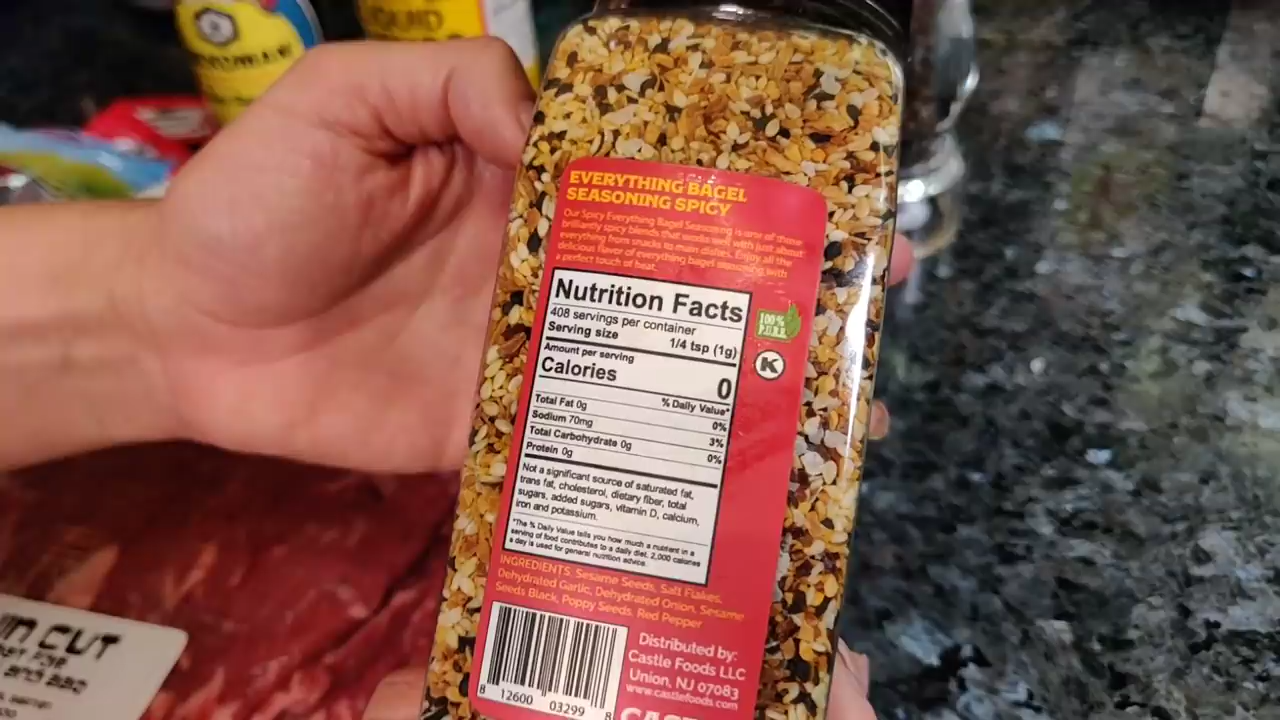 LIQUID
EVERYTHING BAGEL
SEASONING SPICY
Our Spicy Everything Bagel Seasoning is one of those
brilliantly spicy blends that works well with just about
everything from snacks to main dishes. Enjoy all the
delicious flavor of everything bagel seasoning with
a perfect touch of heat.
Nutrition Facts
408 servings per container
Serving size 1/4 tsp (1g)
Amount per serving
Calories 0
% Daily Value*
Total Fat 0g 0%
Sodium 70mg 3%
Total Carbohydrate 0g 0%
Protein 0g
Not a significant source of saturated fat,
trans fat, cholesterol, dietary fiber, total
sugars, added sugars, vitamin D, calcium,
iron and potassium.
*The % Daily Value tells you how much a nutrient in a
serving of food contributes to a daily diet. 2,000 calories
a day is used for general nutrition advice.
100%
P.U.R.E.
K
INGREDIENTS: Sesame Seeds, Salt Flakes,
Dehydrated Garlic, Dehydrated Onion, Sesame
Seeds Black, Poppy Seeds, Red Pepper
8 12600 03299 8
Distributed by:
Castle Foods LLC
Union, NJ 07083
www.castlefoods.com
CUT